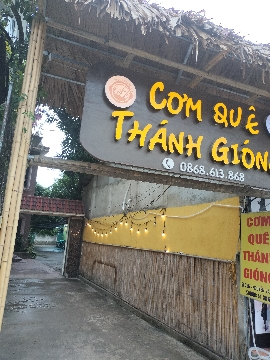 CƠM QUÊ
THÁNH GIÓNG
0868.613.868
CƠM
QUÊ
THÁNH
GIÓNG